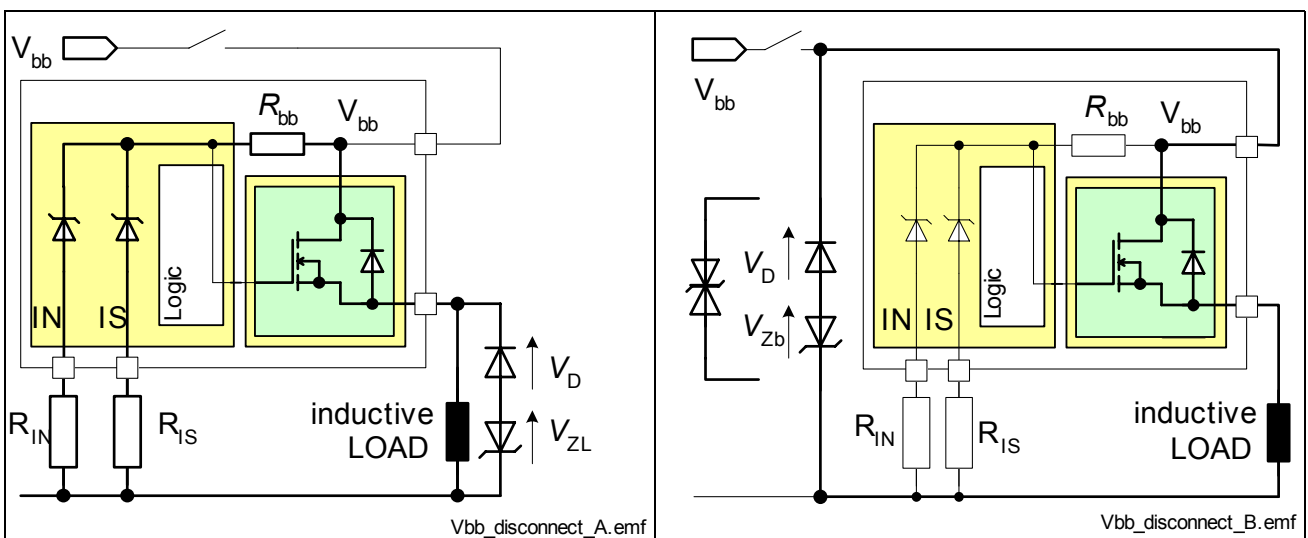 Vbb
Rbb
Vbb
Logic
IN
IS
RIN
RIS
inductive
LOAD
VD
VZL
Vbb_disconnect_A.emf
Vbb
Rbb
Vbb
VD
VZb
Logic
IN
IS
RIN
RIS
inductive
LOAD
Vbb_disconnect_B.emf